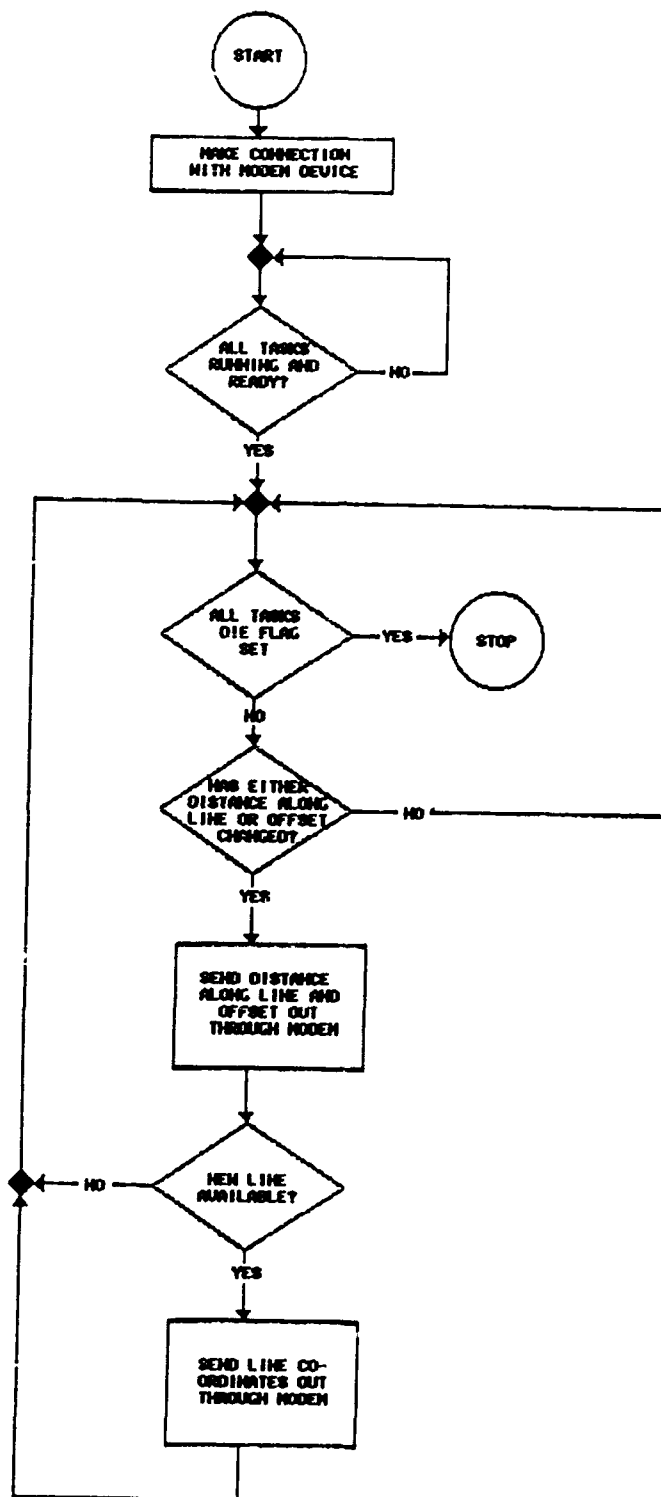 START
MAKE CONNECTION
WITH MODEM DEVICE
ALL TASKS
RUNNING AND
READY?
NO
YES
ALL TASKS
DIE FLAG
SET
YES
STOP
NO
HAS EITHER
DISTANCE ALONG
LINE OR OFFSET
CHANGED?
NO
YES
SEND DISTANCE
ALONG LINE AND
OFFSET OUT
THROUGH MODEM
NEW LINE
AVAILABLE?
NO
YES
SEND LINE CO-
ORDINATES OUT
THROUGH MODEM